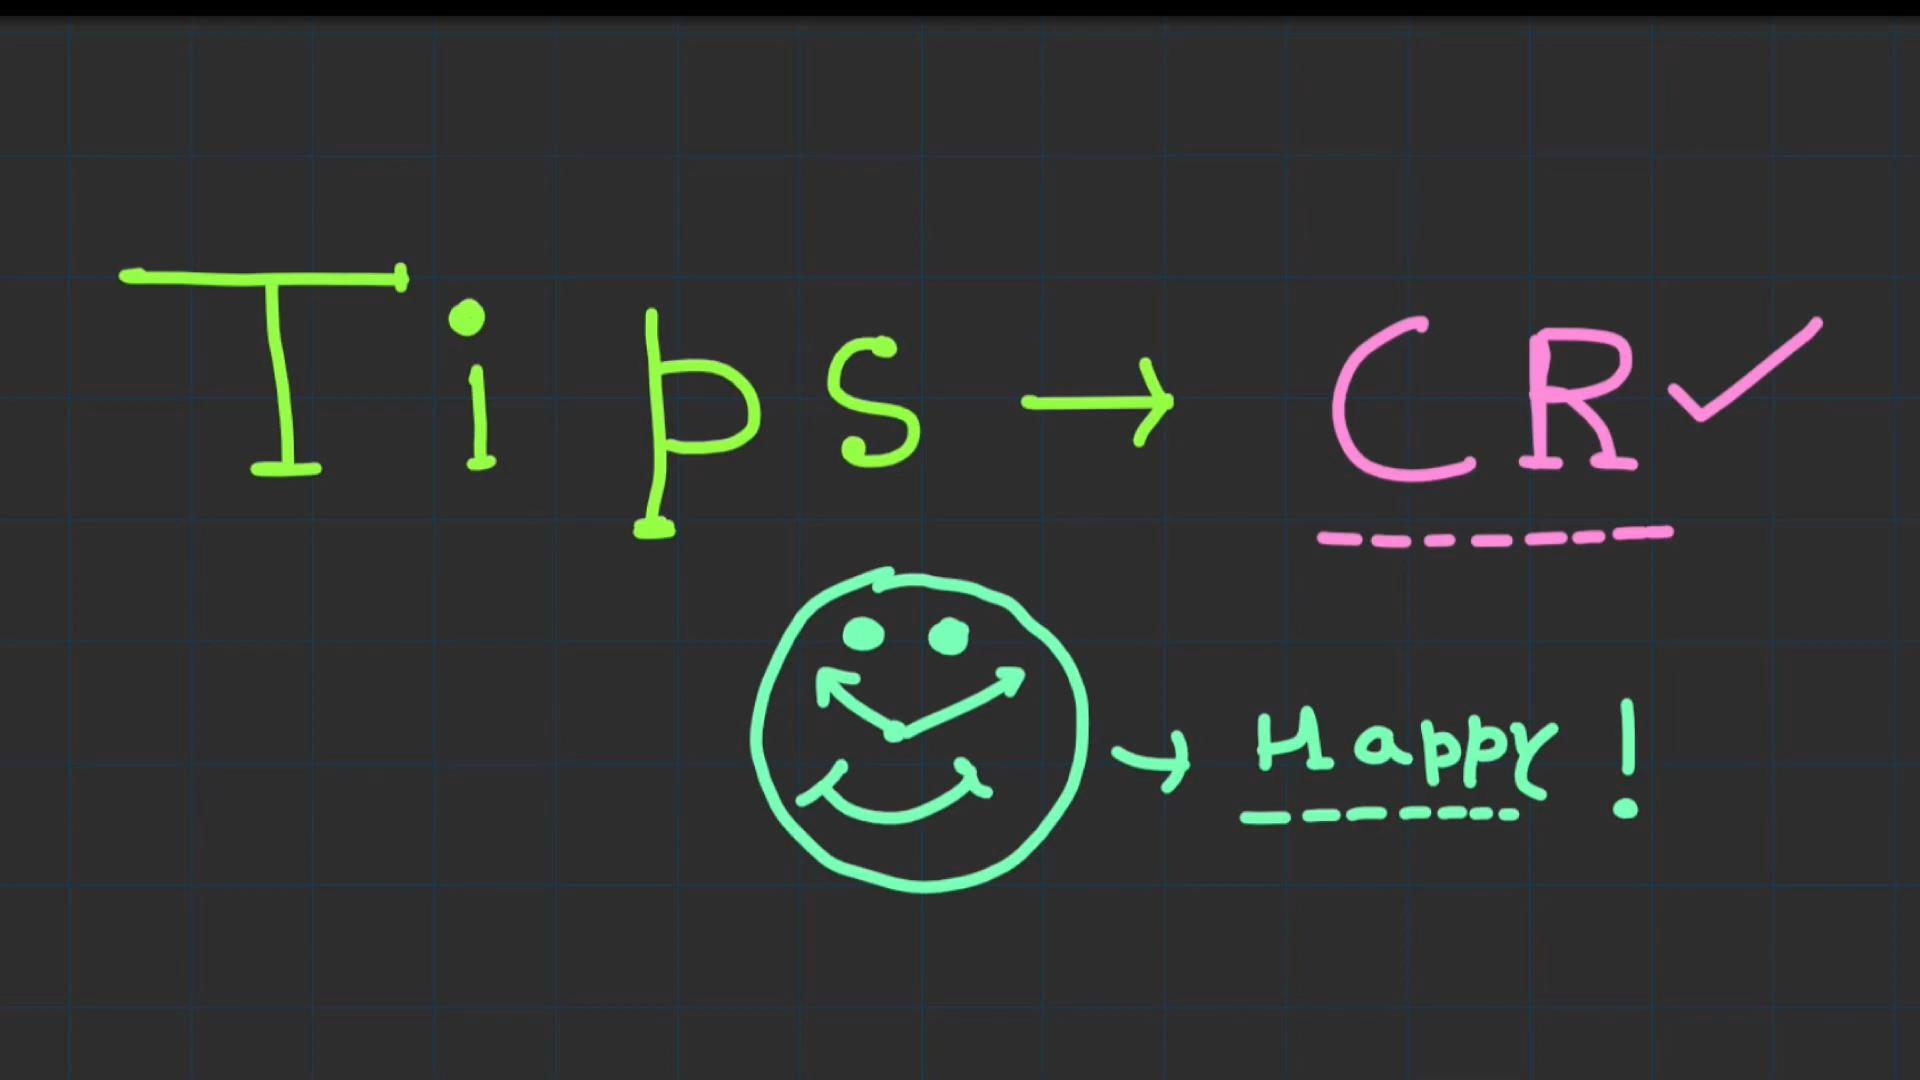 Tips → CR ✓
→ Happy !